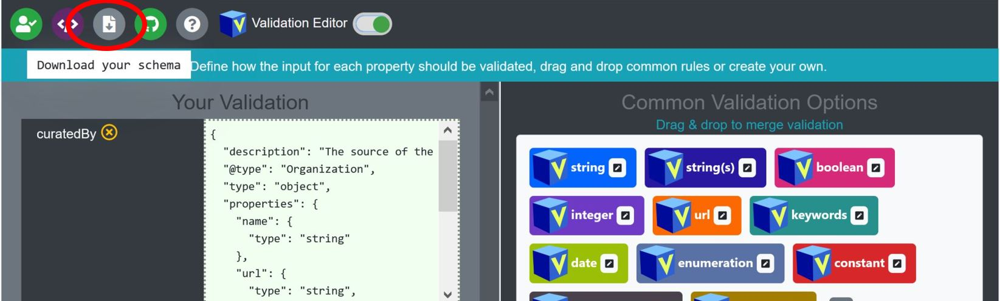 Validation Editor
Download your schema
Define how the input for each property should be validated, drag and drop common rules or create your own.
Your Validation
curatedBy
{
"description": "The source of the
"@type": "Organization",
"type": "object",
"properties": {
"name": {
"type": "string"
},
"url": {
"type": "string",
Common Validation Options
Drag & drop to merge validation
string string(s) boolean
integer url keywords
date enumeration constant